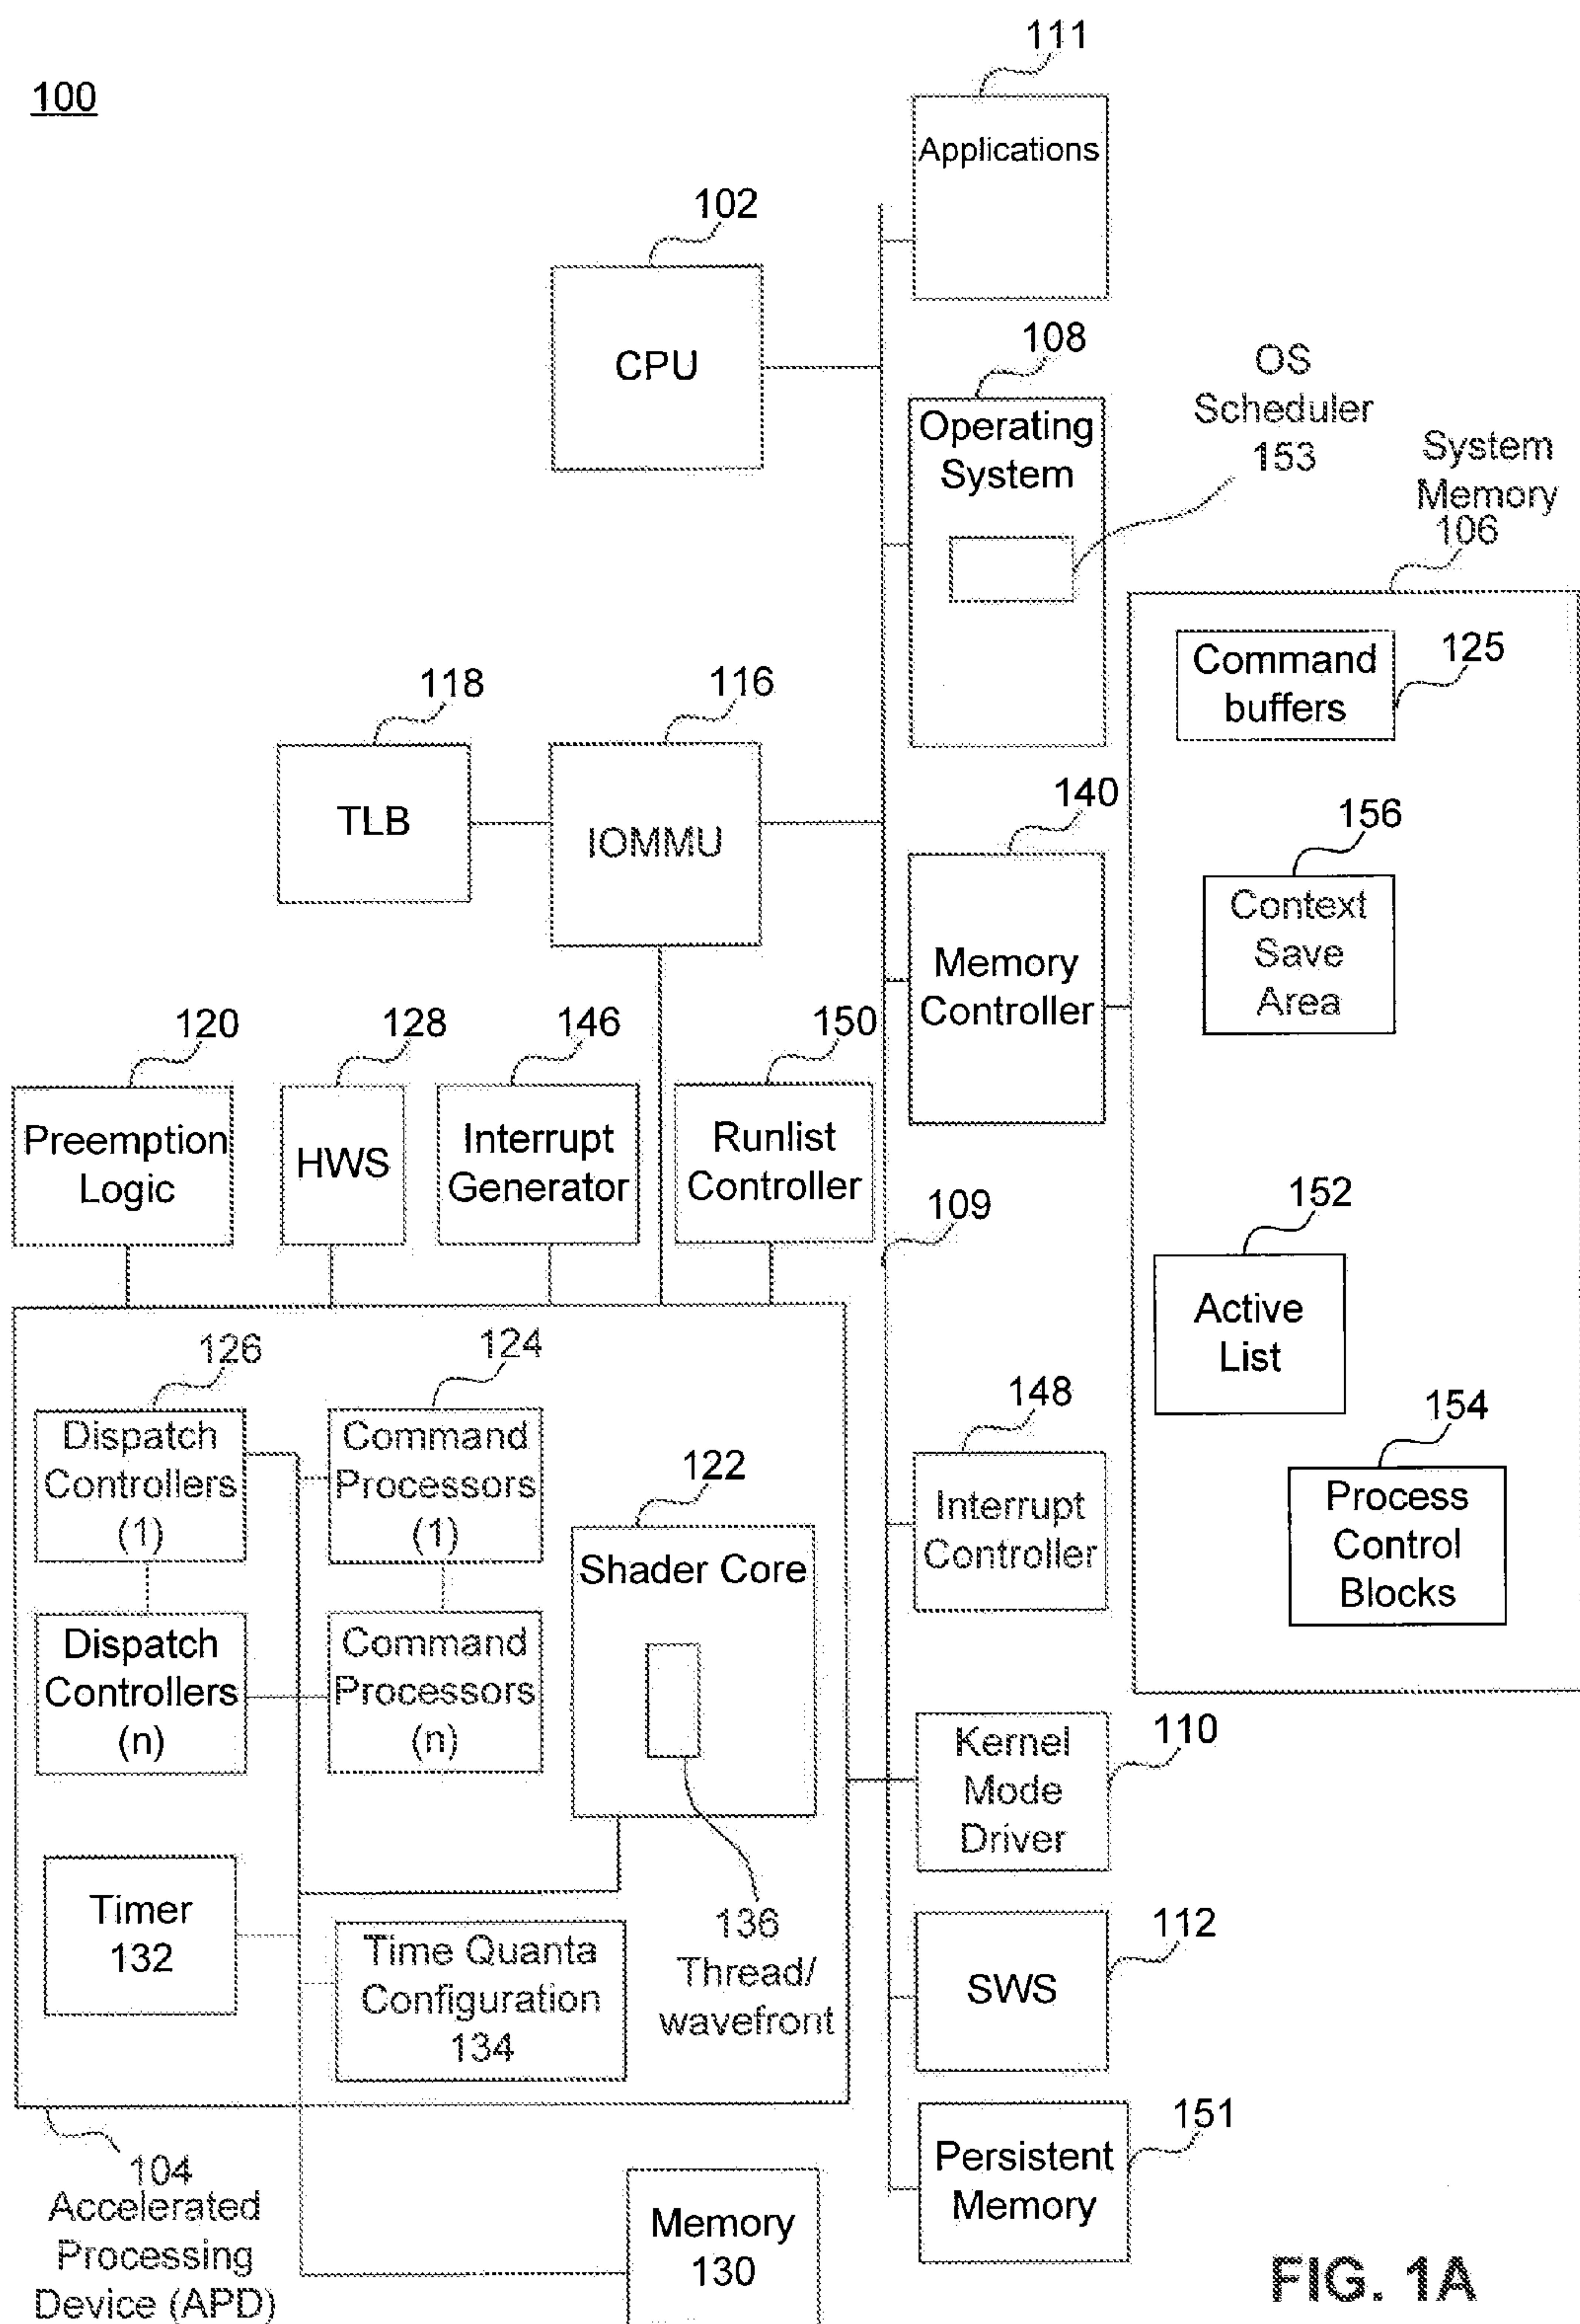 100
111
Applications
102
CPU
108
Operating
System
OS
Scheduler
153
System
Memory
106
Command
buffers
125
118
TLB
116
IOMMU
140
Memory
Controller
156
Context
Save
Area
120
Preemption
Logic
128
HWS
146
Interrupt
Generator
150
Runlist
Controller
109
152
Active
List
126
Dispatch
Controllers
(1)
124
Command
Processors
(1)
122
Shader Core
148
Interrupt
Controller
154
Process
Control
Blocks
Dispatch
Controllers
(n)
Command
Processors
(n)
110
Kernel
Mode
Driver
Timer
132
Time Quanta
Configuration
134
136
Thread/
wavefront
112
SWS
104
Accelerated
Processing
Device (APD)
Memory
130
151
Persistent
Memory
FIG. 1A